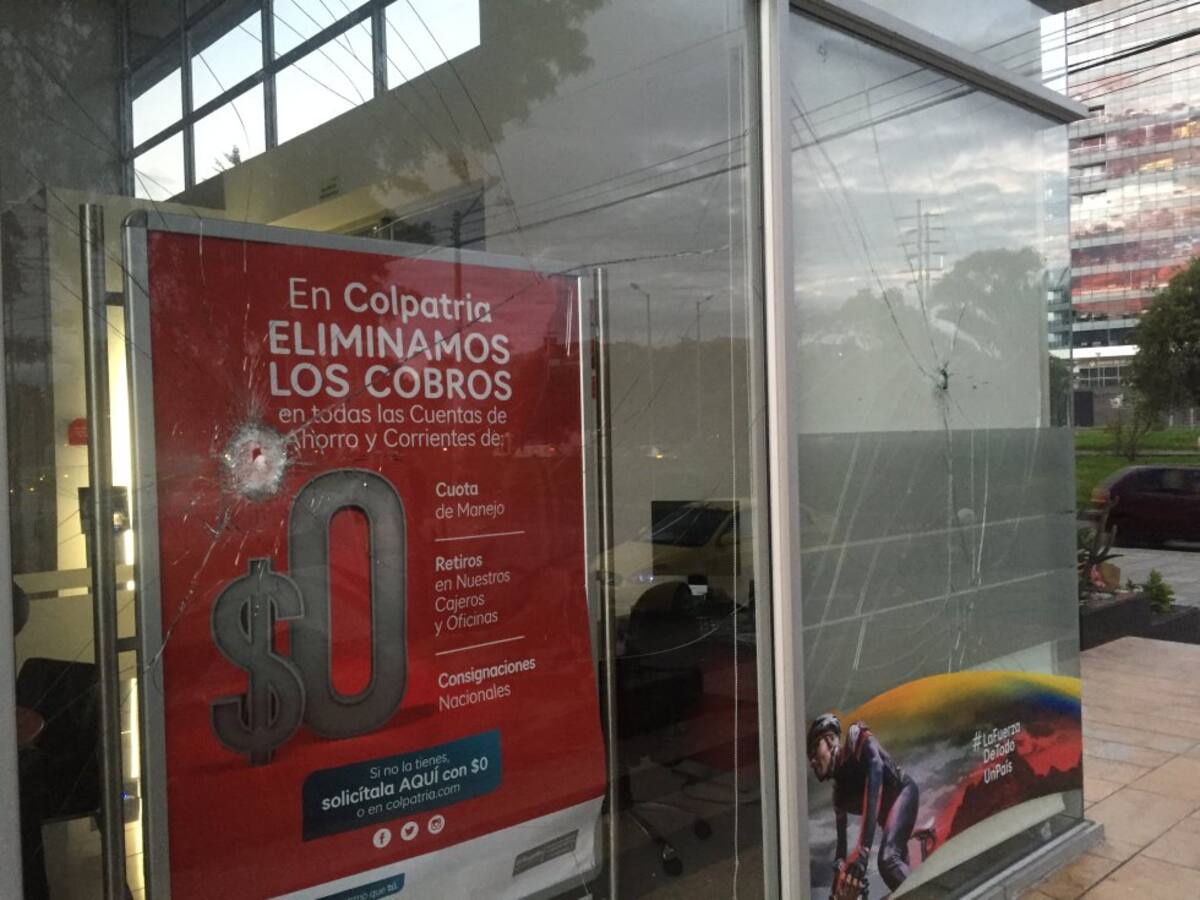 En Colpatria
ELIMINAMOS
LOS COBROS
en todas las Cuentas de
Ahorro y Corrientes de:
$0
Cuota
de Manejo
Retiros
en Nuestros
Cajeros
y Oficinas
Consignaciones
Nacionales
Si no la tienes,
solicítala AQUÍ con $0
o en colpatria.com
que tú.
#LaFuerza
DeTodo
UnPaís